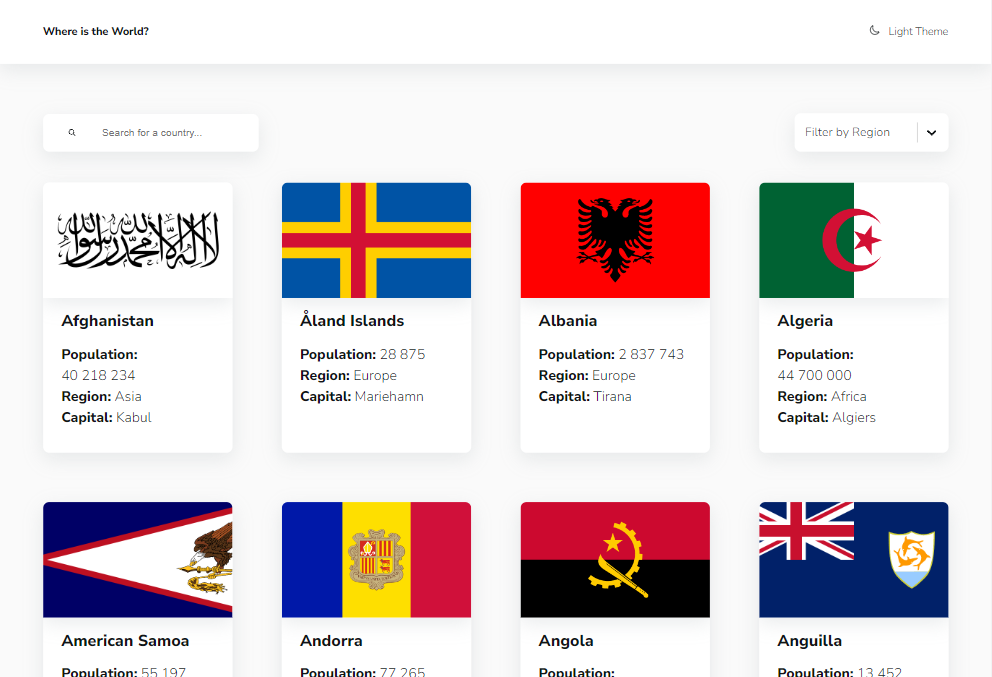 Where is the World?
Light Theme
Search for a country...
Filter by Region
لا إله إلا الله محمد رسول الله
Afghanistan
Population:
40 218 234
Region: Asia
Capital: Kabul
Åland Islands
Population: 28 875
Region: Europe
Capital: Mariehamn
Albania
Population: 2 837 743
Region: Europe
Capital: Tirana
Algeria
Population:
44 700 000
Region: Africa
Capital: Algiers
American Samoa
Population: 55 197
Andorra
Population: 77 265
Angola
Population:
Anguilla
Population: 13 452